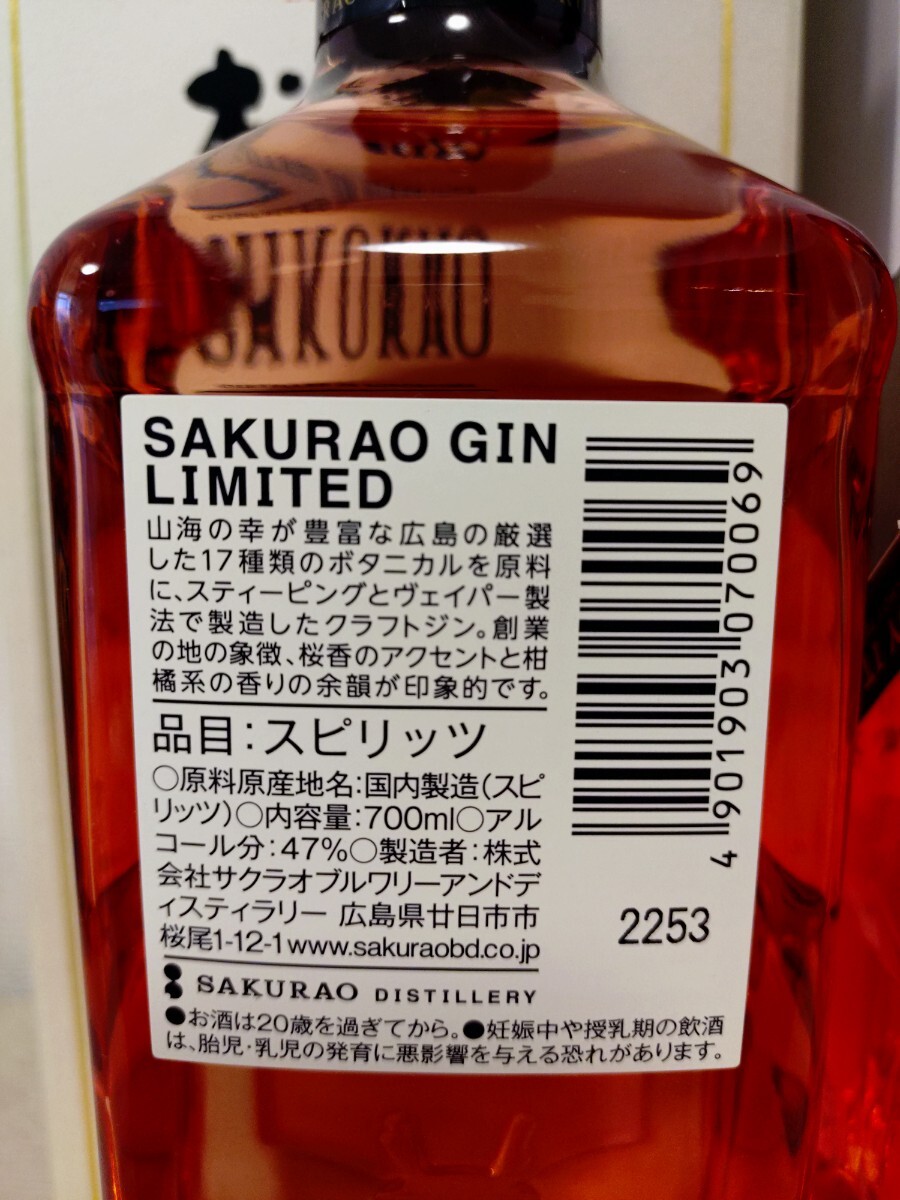 SAKURAO
SAKURAO GIN
LIMITED
山海の幸が豊富な広島の厳選
した17種類のボタニカルを原料
に、スティーピングとヴェイパー製
法で製造したクラフトジン。創業
の地の象徴、桜香のアクセントと柑
橘系の香りの余韻が印象的です。
品目:スピリッツ
○原料原産地名:国内製造(スピ
リッツ)○内容量:700ml○アル
コール分:47%○製造者:株式
会社サクラオブルワリーアンドデ
ィスティラリー 広島県廿日市市
桜尾1-12-1www.sakuraobd.co.jp
SAKURAO DISTILLERY
●お酒は20歳を過ぎてから。●妊娠中や授乳期の飲酒
は、胎児・乳児の発育に悪影響を与える恐れがあります。
4 901903 070069
2253